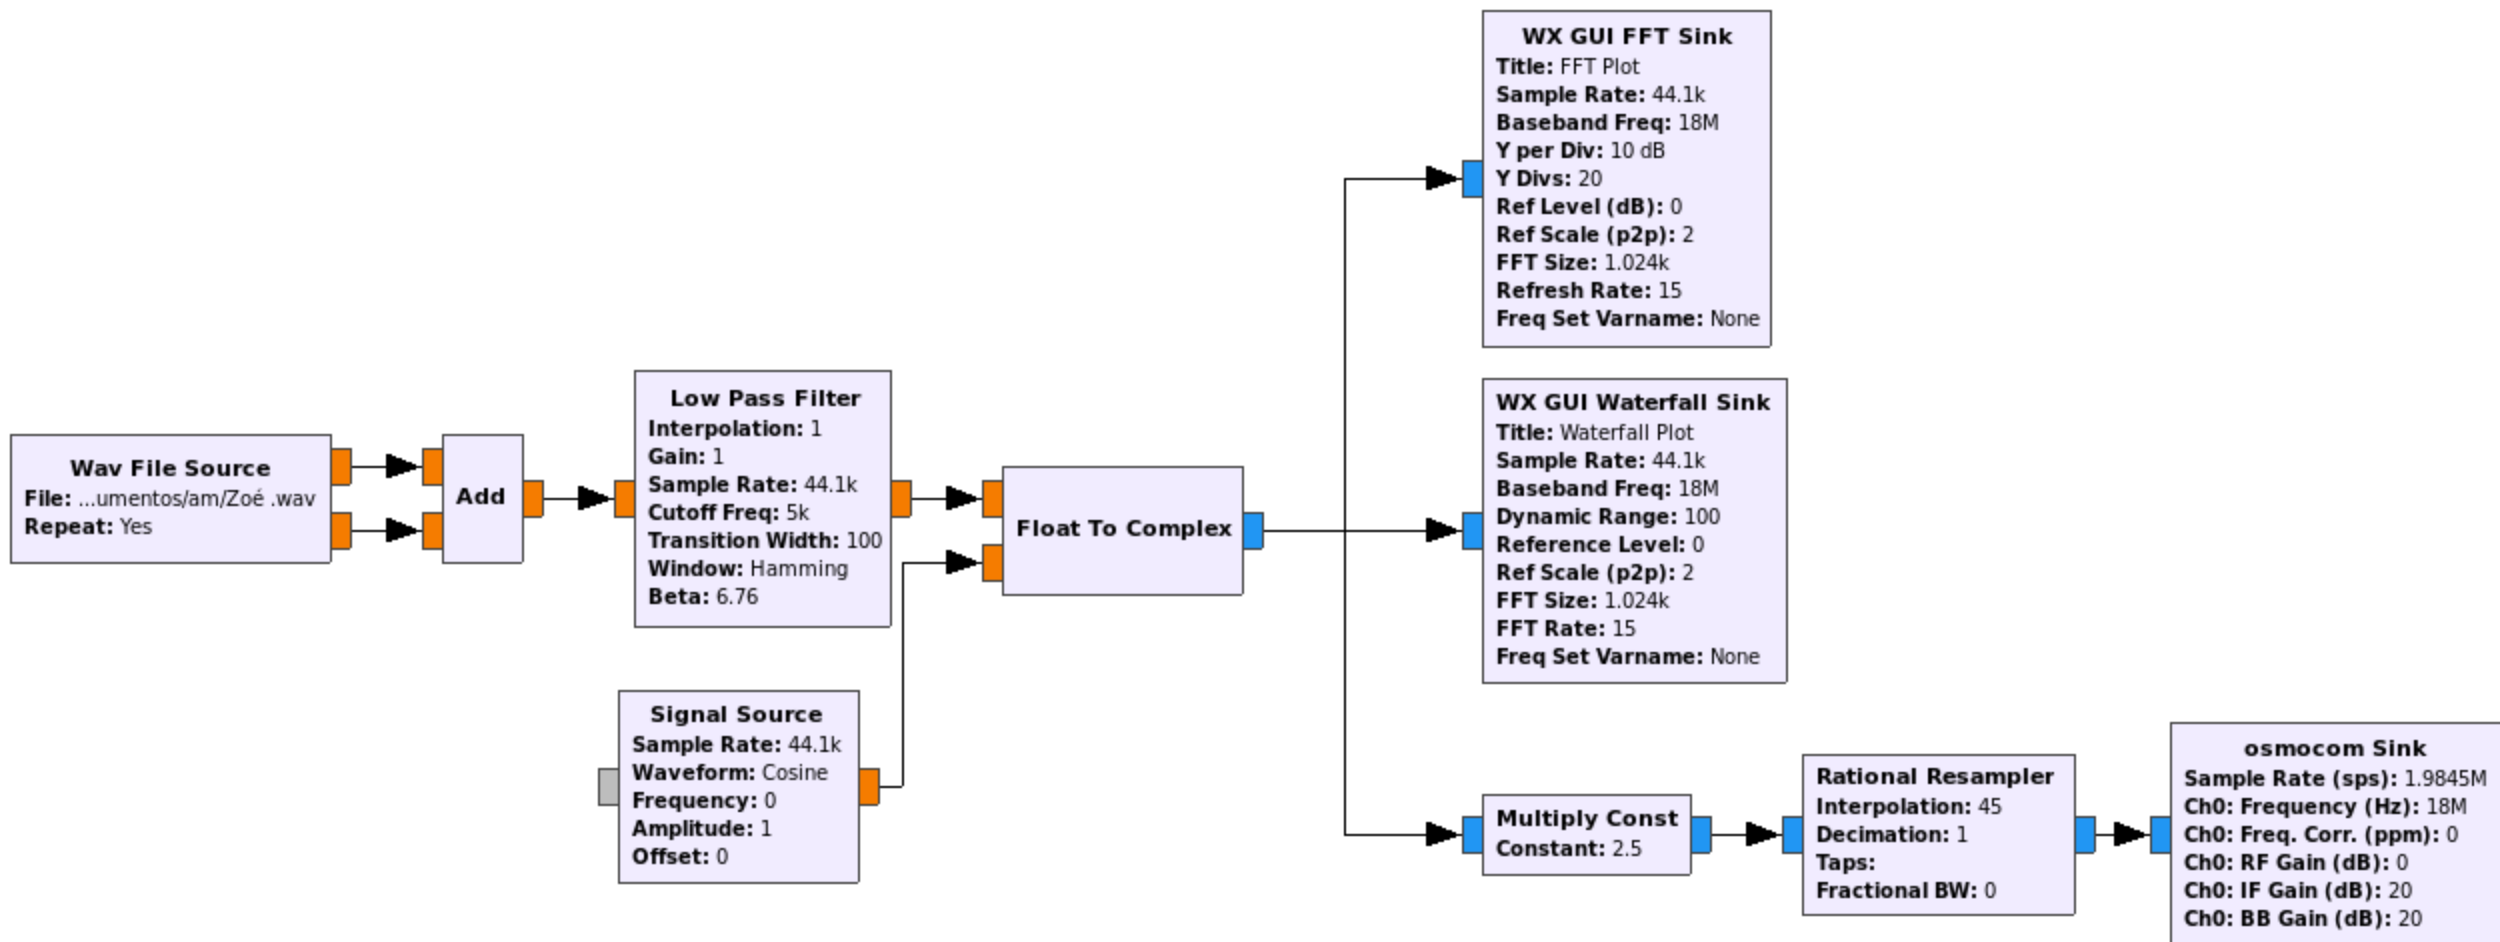 Wav File Source
File: ...umentos/am/Zoé .wav
Repeat: Yes
Add
Low Pass Filter
Interpolation: 1
Gain: 1
Sample Rate: 44.1k
Cutoff Freq: 5k
Transition Width: 100
Window: Hamming
Beta: 6.76
Signal Source
Sample Rate: 44.1k
Waveform: Cosine
Frequency: 0
Amplitude: 1
Offset: 0
Float To Complex
WX GUI FFT Sink
Title: FFT Plot
Sample Rate: 44.1k
Baseband Freq: 18M
Y per Div: 10 dB
Y Divs: 20
Ref Level (dB): 0
Ref Scale (p2p): 2
FFT Size: 1.024k
Refresh Rate: 15
Freq Set Varname: None
WX GUI Waterfall Sink
Title: Waterfall Plot
Sample Rate: 44.1k
Baseband Freq: 18M
Dynamic Range: 100
Reference Level: 0
Ref Scale (p2p): 2
FFT Size: 1.024k
FFT Rate: 15
Freq Set Varname: None
Multiply Const
Constant: 2.5
Rational Resampler
Interpolation: 45
Decimation: 1
Taps:
Fractional BW: 0
osmocom Sink
Sample Rate (sps): 1.9845M
Ch0: Frequency (Hz): 18M
Ch0: Freq. Corr. (ppm): 0
Ch0: RF Gain (dB): 0
Ch0: IF Gain (dB): 20
Ch0: BB Gain (dB): 20